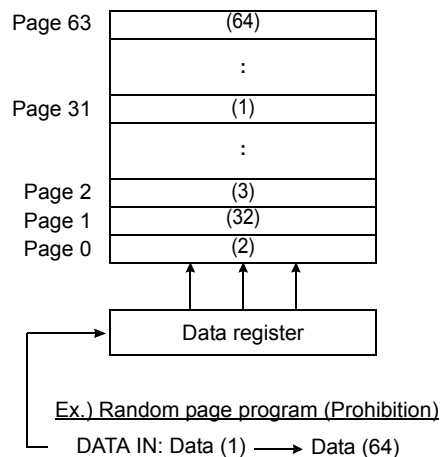 Page 63 (64)
:
Page 31 (1)
:
Page 2 (3)
Page 1 (32)
Page 0 (2)
Data register
Ex.) Random page program (Prohibition)
DATA IN: Data (1) Data (64)